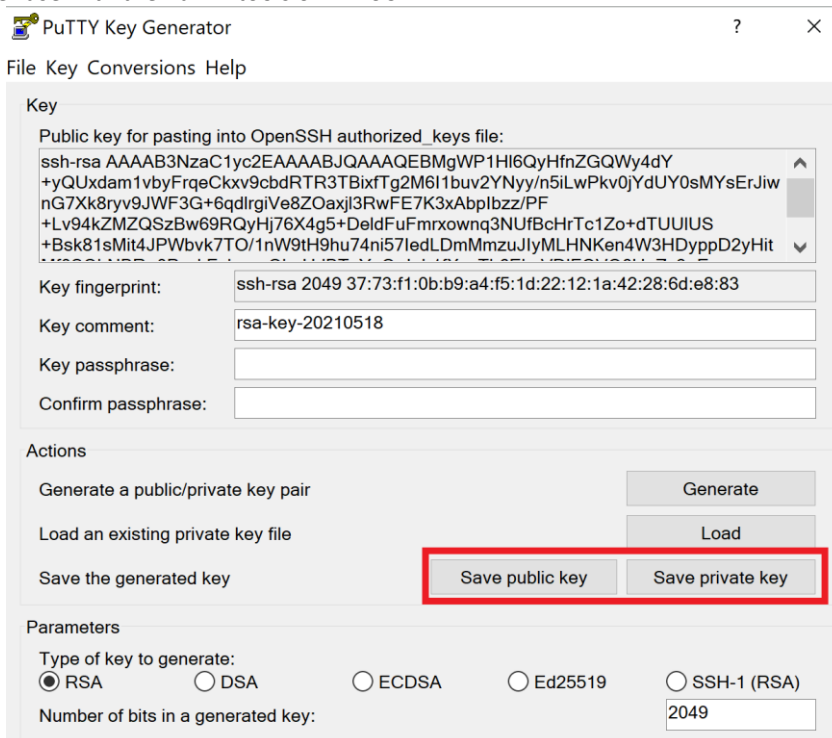 PuTTY Key Generator
?
File Key Conversions Help
Key
Public key for pasting into OpenSSH authorized_keys file:
ssh-rsa AAAAB3NzaC1yc2EAAAABJQAAAQEBMgWP1Hl6QyHfnZGQWy4dY
+yQUxdam1vbyFrqeCkxv9cbdRTR3TBixfTg2M6I1buv2YNyy/n5iLwPkv0jYdUY0sMYsErJiw
nG7Xk8ryv9JWF3G+6qdlrgiVe8ZOaxjl3RwFE7K3xAbpIbzz/PF
+Lv94kZMZQSzBw69RQyHj76X4g5+DeldFuFmrxownq3NUfBcHrTc1Zo+dTUUlUS
+Bsk81sMit4JPWbvk7TO/1nW9tH9hu74ni57IedLDmMmzuJIyMLHNKen4W3HDyppD2yHit
Key fingerprint:
ssh-rsa 2049 37:73:f1:0b:b9:a4:f5:1d:22:12:1a:42:28:6d:e8:83
Key comment:
rsa-key-20210518
Key passphrase:
Confirm passphrase:
Actions
Generate a public/private key pair
Generate
Load an existing private key file
Load
Save the generated key
Save public key
Save private key
Parameters
Type of key to generate:
RSA
DSA
ECDSA
Ed25519
SSH-1 (RSA)
Number of bits in a generated key:
2049